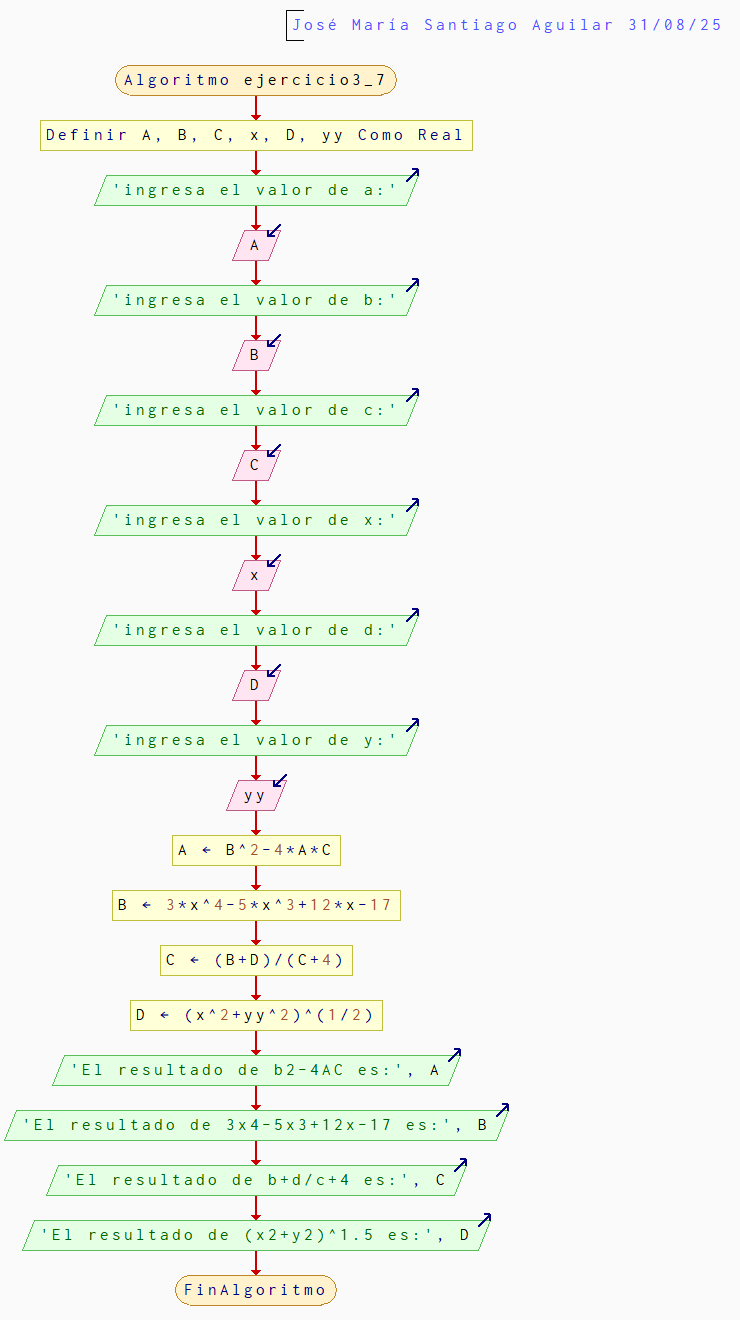 José María Santiago Aguilar 31/08/25
Algoritmo ejercicio3_7
Definir A, B, C, x, D, yy Como Real
'ingresa el valor de a:'
A
'ingresa el valor de b:'
B
'ingresa el valor de c:'
C
'ingresa el valor de x:'
x
'ingresa el valor de d:'
D
'ingresa el valor de y:'
yy
A ← B^2-4*A*C
B ← 3*x^4-5*x^3+12*x-17
C ← (B+D)/(C+4)
D ← (x^2+yy^2)^(1/2)
'El resultado de b2-4AC es:', A
'El resultado de 3x4-5x3+12x-17 es:', B
'El resultado de b+d/c+4 es:', C
'El resultado de (x2+y2)^1.5 es:', D
FinAlgoritmo